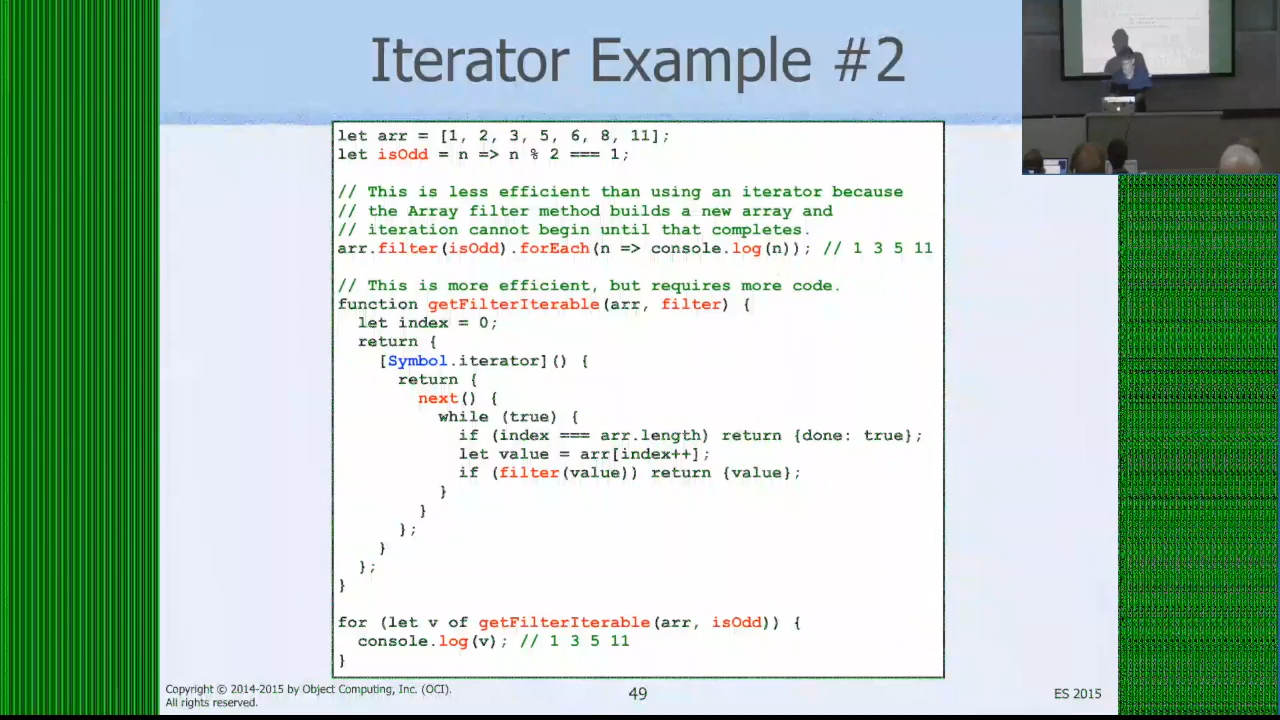 Iterator Example #2
let arr = [1, 2, 3, 5, 6, 8, 11];
let isOdd = n => n % 2 === 1;
// This is less efficient than using an iterator because
// the Array filter method builds a new array and
// iteration cannot begin until that completes.
arr.filter(isOdd).forEach(n => console.log(n)); // 1 3 5 11
// This is more efficient, but requires more code.
function getFilterIterable(arr, filter) {
let index = 0;
return {
[Symbol.iterator]() {
return {
next() {
while (true) {
if (index === arr.length) return {done: true};
let value = arr[index++];
if (filter(value)) return {value};
}
}
};
}
};
}
for (let v of getFilterIterable(arr, isOdd)) {
console.log(v); // 1 3 5 11
}
Copyright © 2014-2015 by Object Computing, Inc. (OCI).
All rights reserved.
49
ES 2015